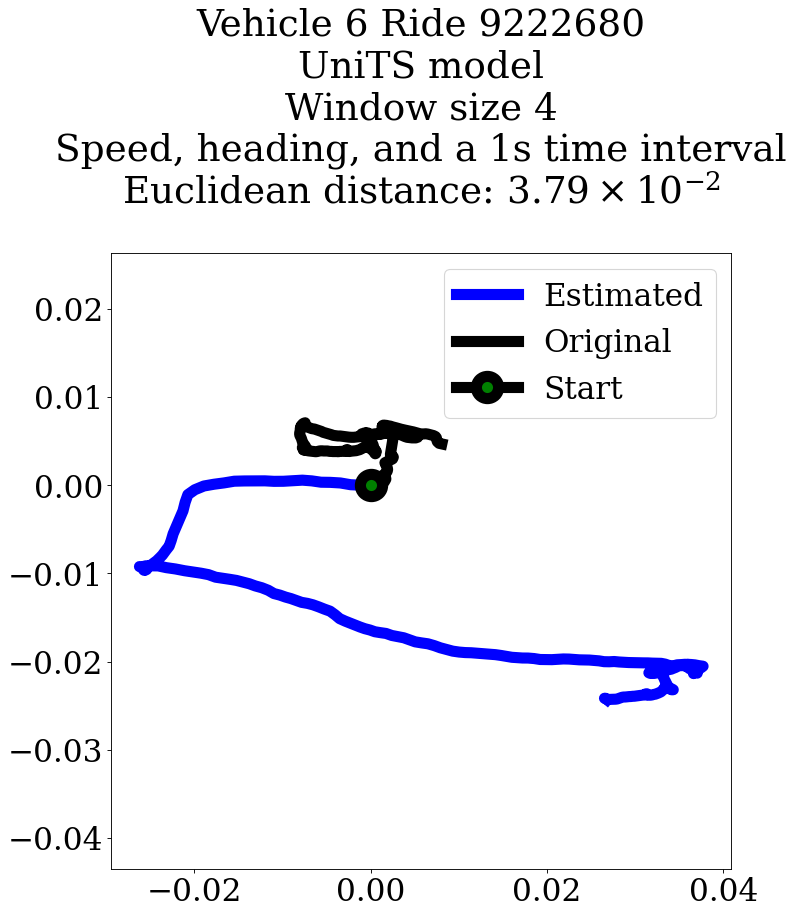 Vehicle 6 Ride 9222680
UniTS model
Window size 4
Speed, heading, and a 1s time interval
Euclidean distance: 3.79 × 10⁻²
Estimated
Original
Start
0.02
0.01
0.00
−0.01
−0.02
−0.03
−0.04
−0.02 0.00 0.02 0.04